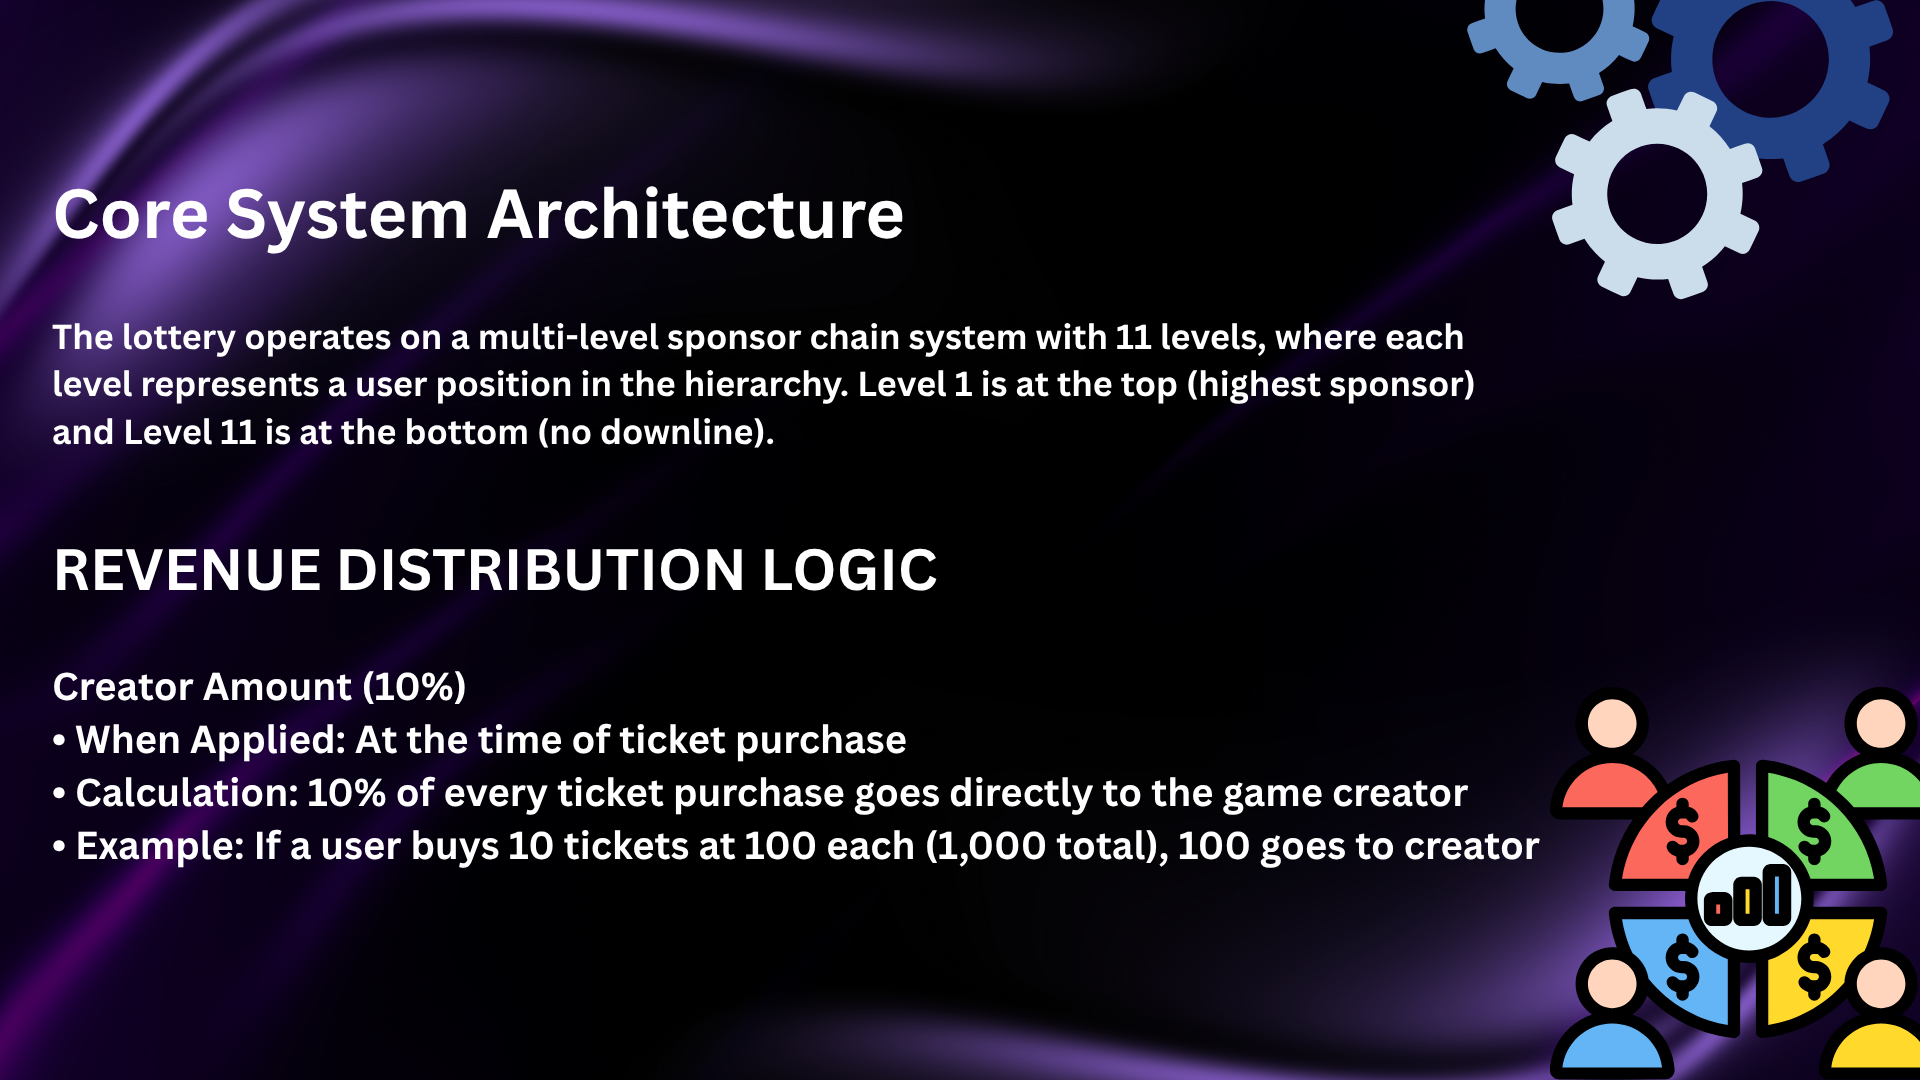 Core System Architecture
The lottery operates on a multi-level sponsor chain system with 11 levels, where each
level represents a user position in the hierarchy. Level 1 is at the top (highest sponsor)
and Level 11 is at the bottom (no downline).
REVENUE DISTRIBUTION LOGIC
Creator Amount (10%)
• When Applied: At the time of ticket purchase
• Calculation: 10% of every ticket purchase goes directly to the game creator
• Example: If a user buys 10 tickets at 100 each (1,000 total), 100 goes to creator
$ $
$ $